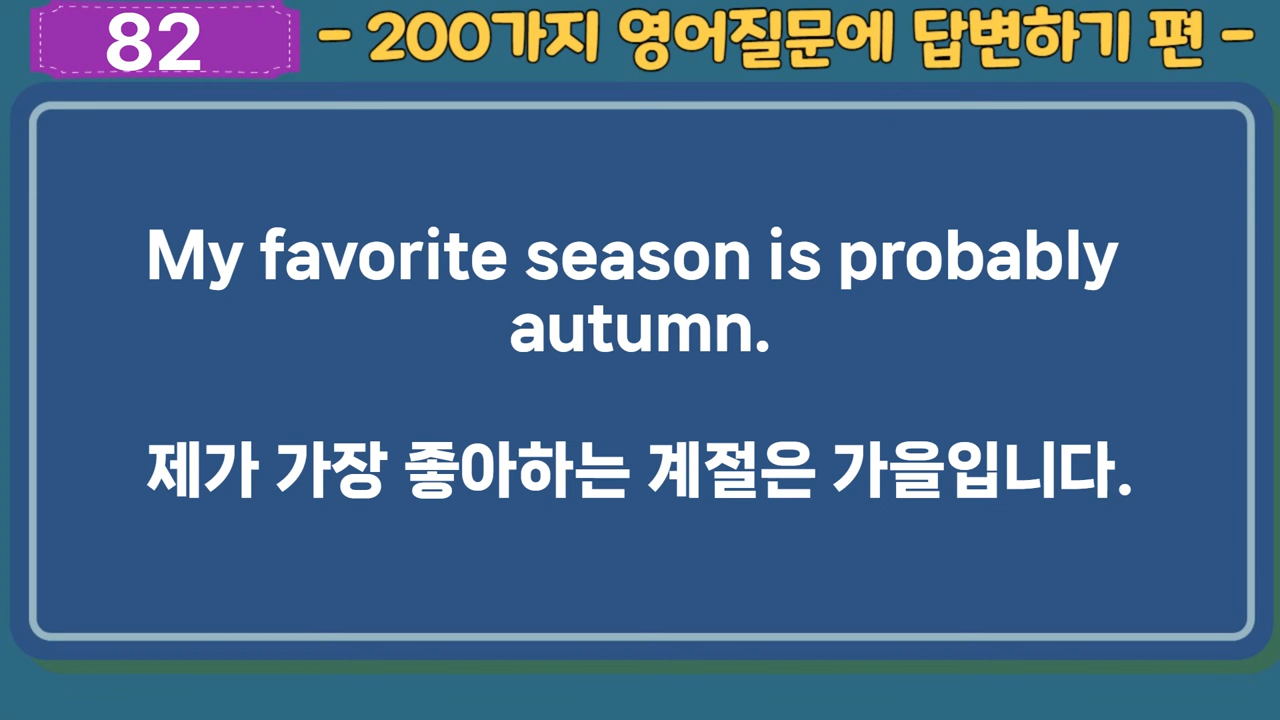 82
- 200가지 영어질문에 답변하기 편 -
My favorite season is probably
autumn.
제가 가장 좋아하는 계절은 가을입니다.